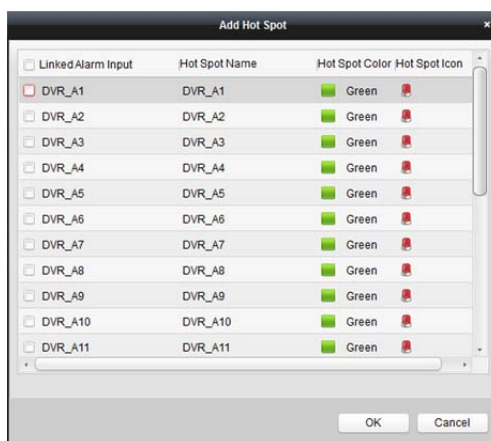 Add Hot Spot ×
Linked Alarm Input Hot Spot Name Hot Spot Color Hot Spot Icon
DVR_A1 DVR_A1 Green
DVR_A2 DVR_A2 Green
DVR_A3 DVR_A3 Green
DVR_A4 DVR_A4 Green
DVR_A5 DVR_A5 Green
DVR_A6 DVR_A6 Green
DVR_A7 DVR_A7 Green
DVR_A8 DVR_A8 Green
DVR_A9 DVR_A9 Green
DVR_A10 DVR_A10 Green
DVR_A11 DVR_A11 Green
OK Cancel